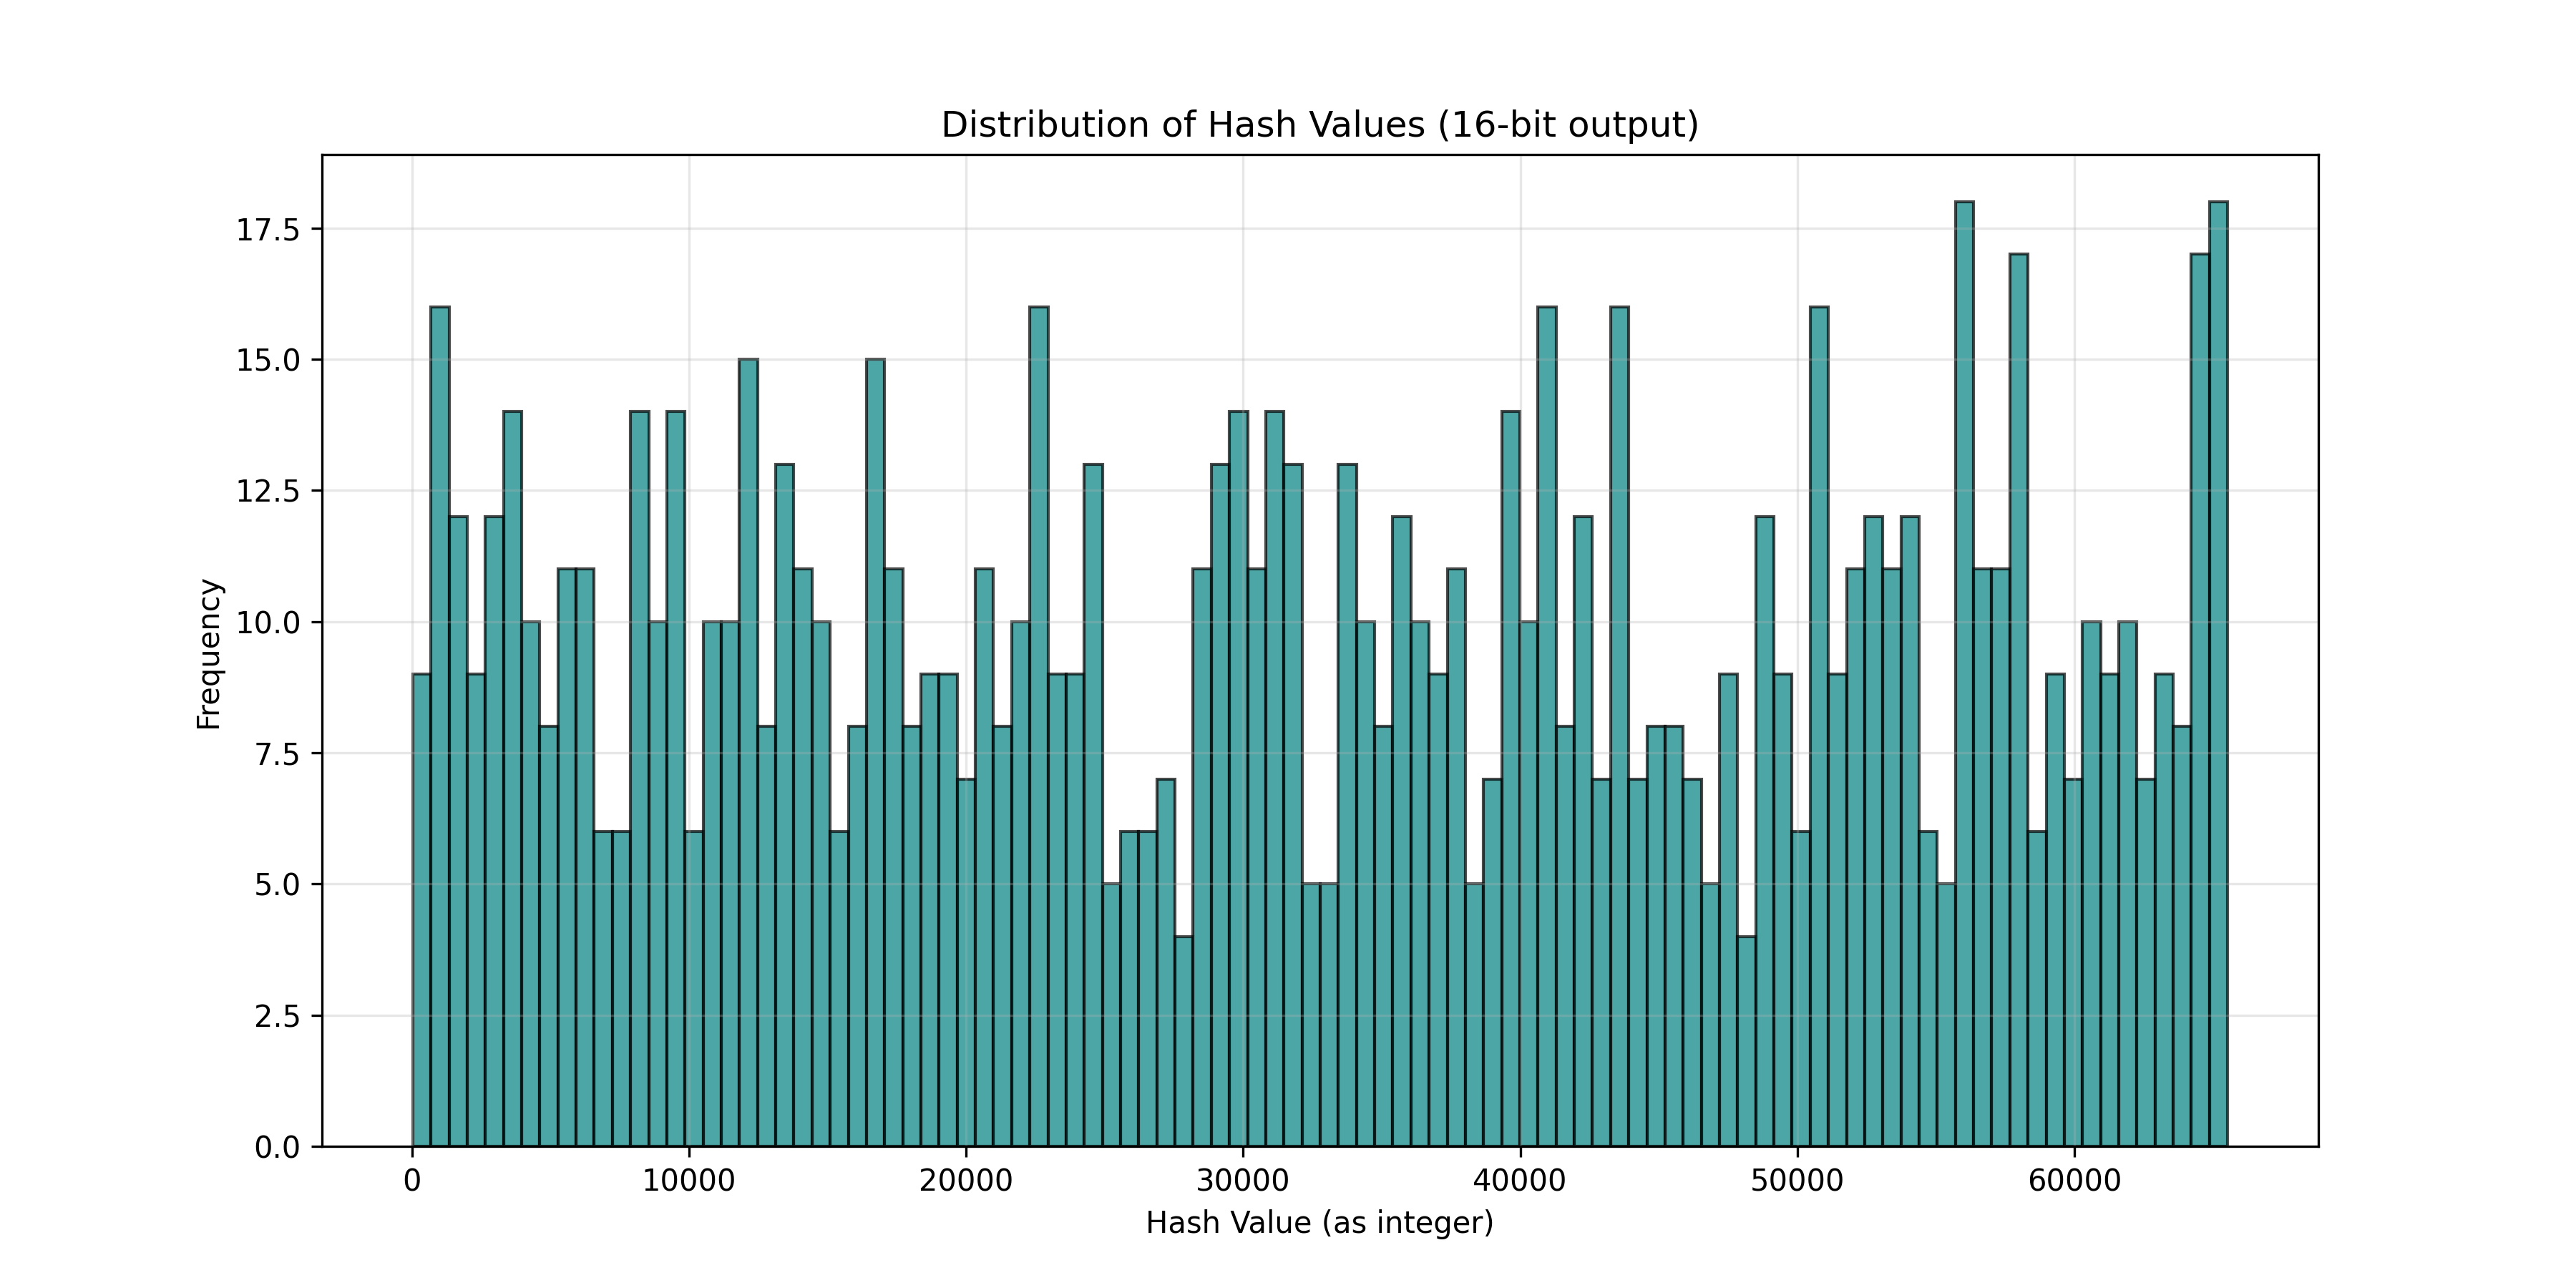 Distribution of Hash Values (16-bit output)
17.5
15.0
12.5
10.0
7.5
5.0
2.5
0.0
Frequency
0 10000 20000 30000 40000 50000 60000
Hash Value (as integer)